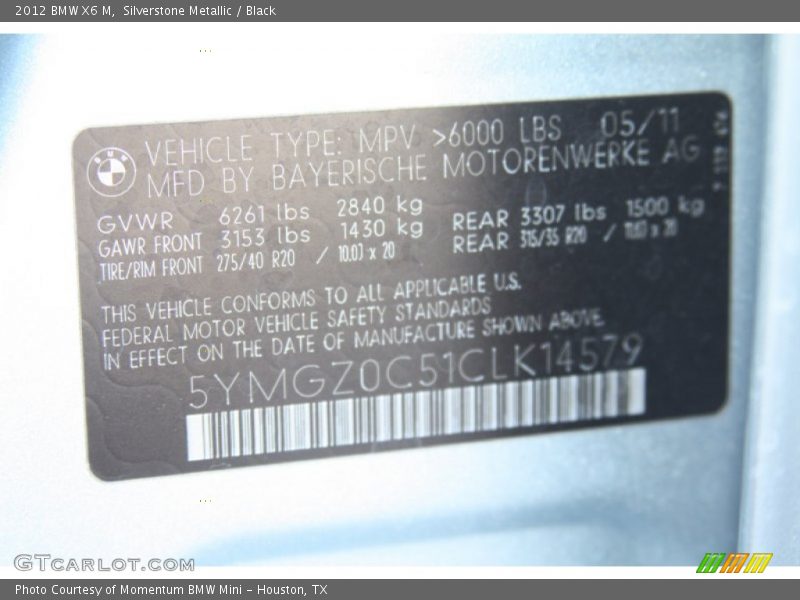 2012 BMW X6 M,  Silverstone Metallic / Black
BMW
VEHICLE TYPE: MPV >6000 LBS 05/11
MFD BY BAYERISCHE MOTORENWERKE AG
GVWR 6261 lbs 2840 kg
GAWR FRONT 3153 lbs 1430 kg REAR 3307 lbs 1500 kg
TIRE/RIM FRONT 275/40 R20 / 10.0J x 20 REAR 315/35 R20 / x 20
THIS VEHICLE CONFORMS TO ALL APPLICABLE U.S.
FEDERAL MOTOR VEHICLE SAFETY STANDARDS
IN EFFECT ON THE DATE OF MANUFACTURE SHOWN ABOVE.
5YMGZ0C51CLK14579
GTCARLOT.COM
Photo Courtesy of Momentum BMW Mini – Houston, TX